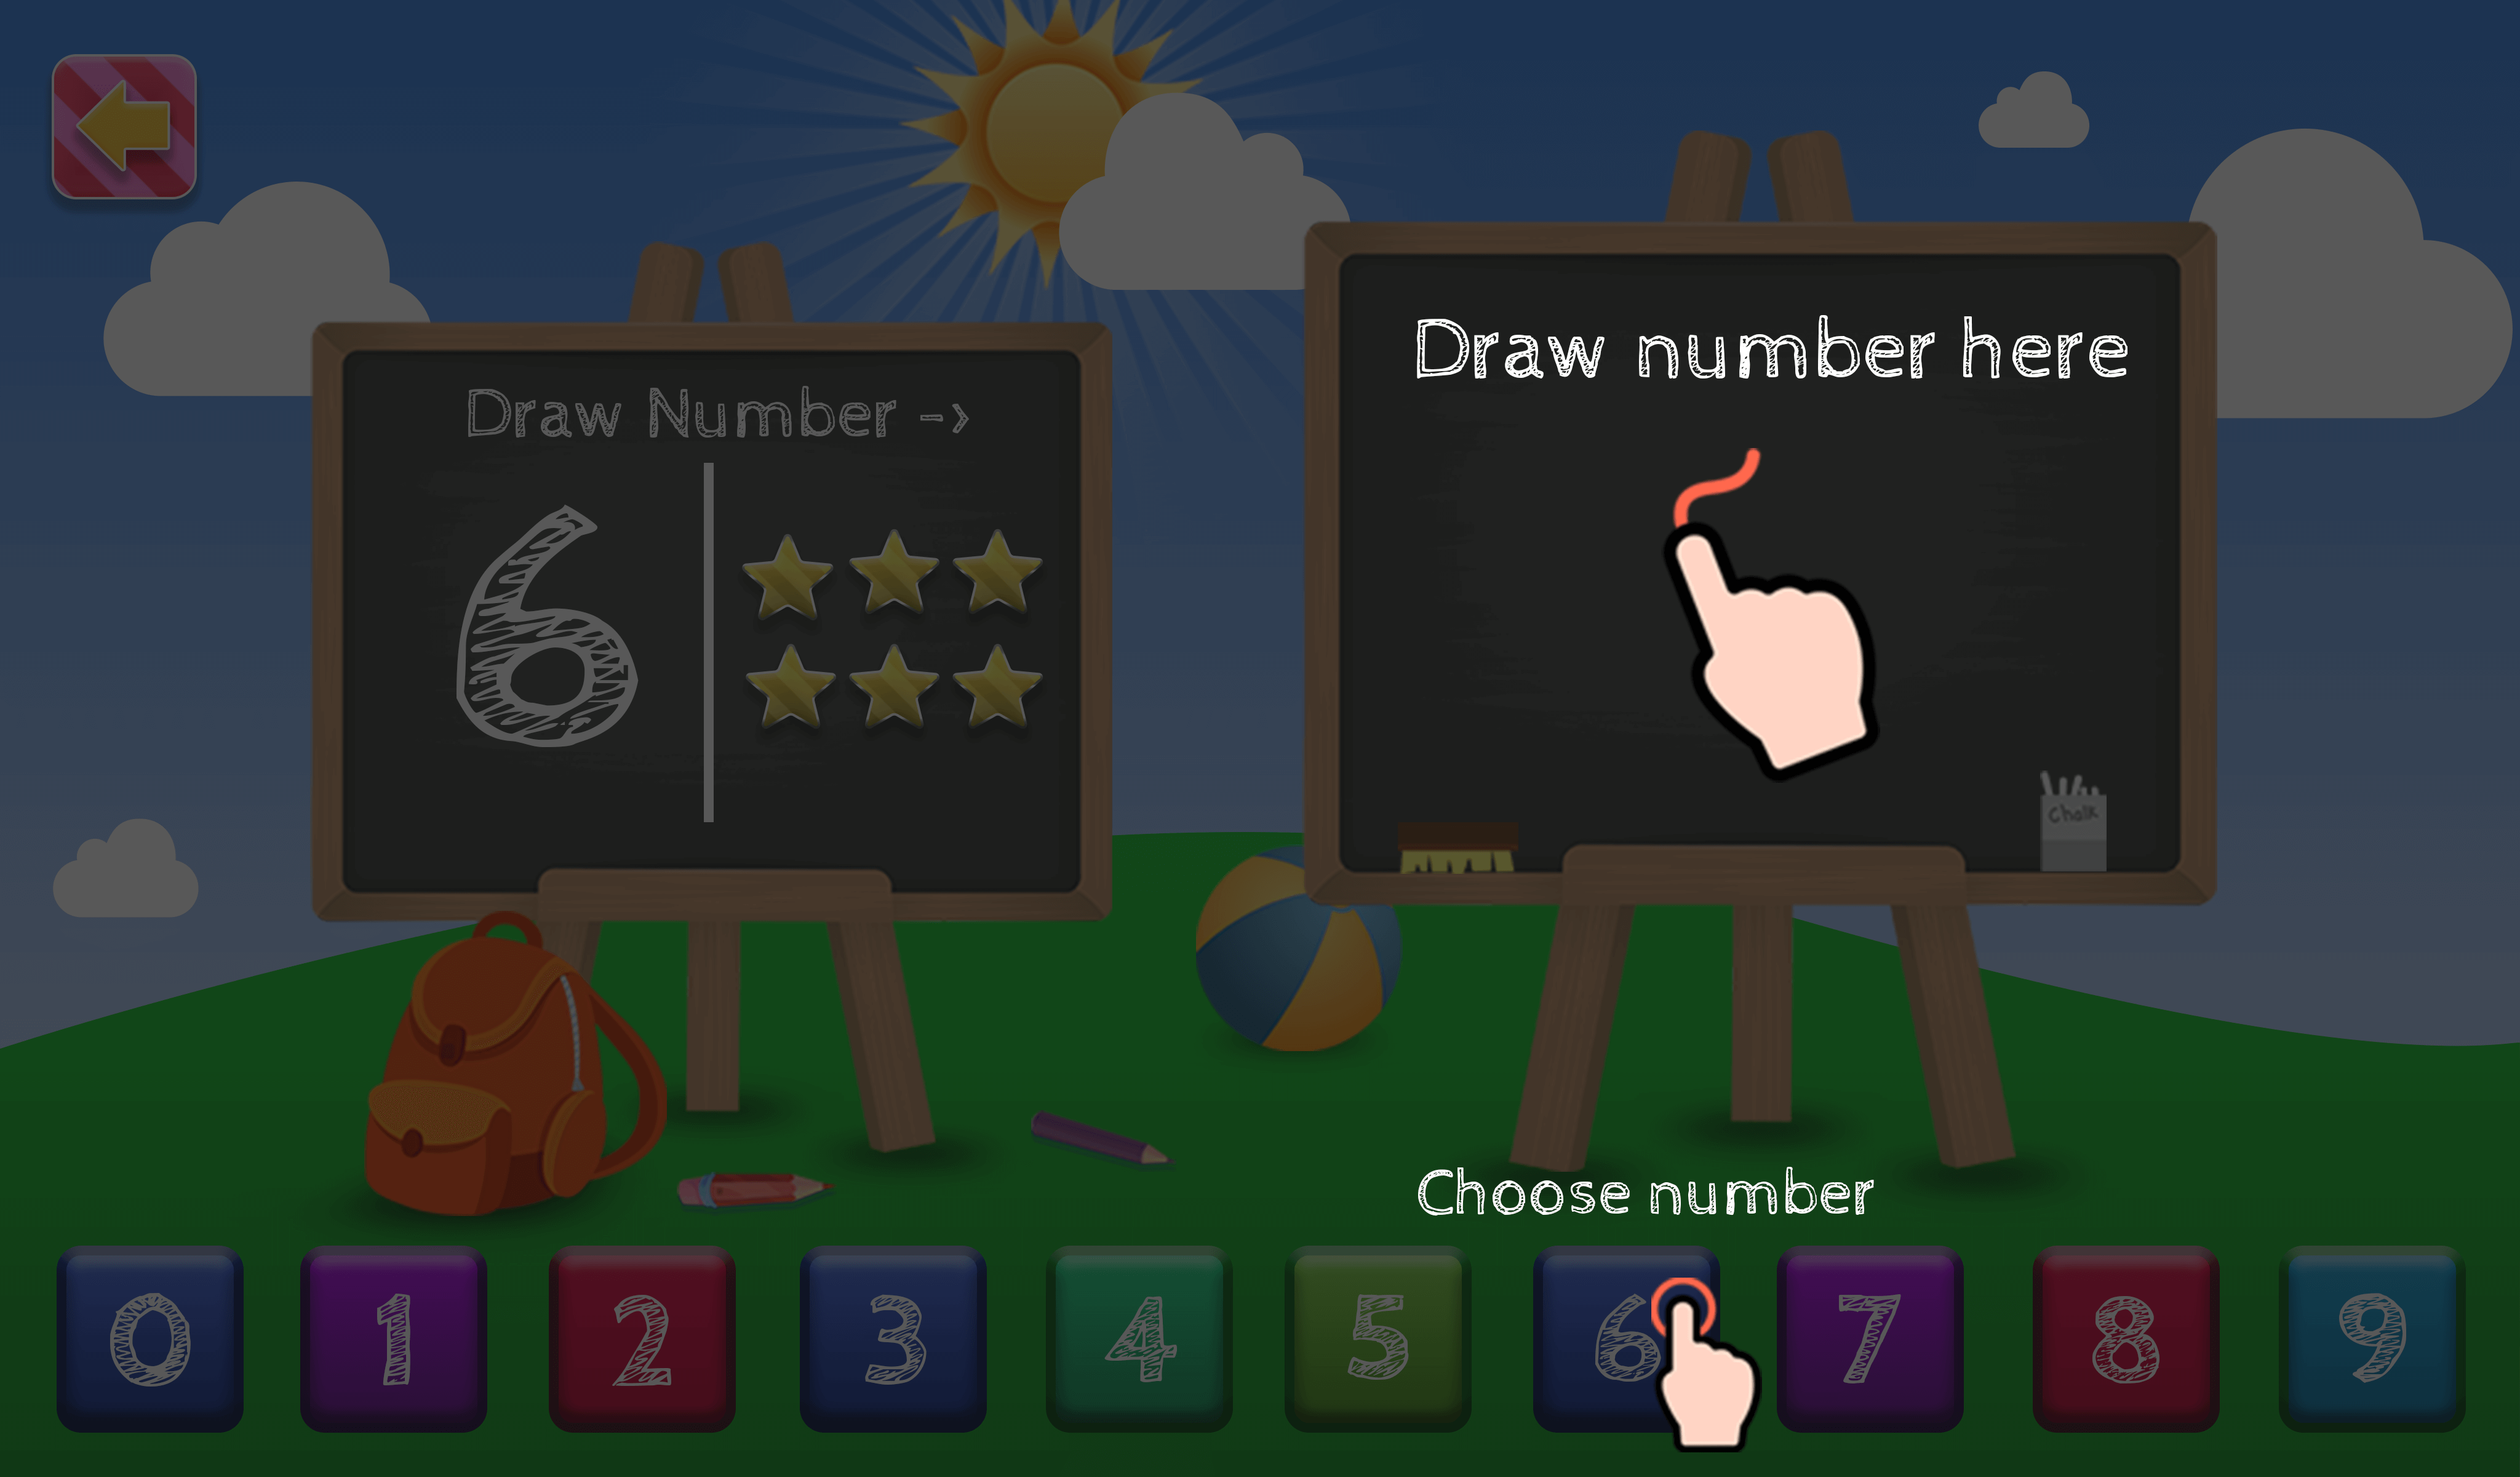 Draw number here
Draw Number ->
6
chalk
Choose number
0 1 2 3 4 5 6 7 8 9